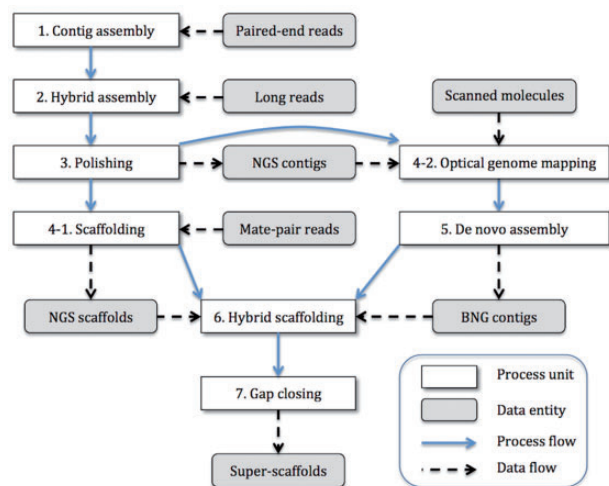 1. Contig assembly
Paired-end reads
2. Hybrid assembly
Long reads
Scanned molecules
3. Polishing
NGS contigs
4-2. Optical genome mapping
4-1. Scaffolding
Mate-pair reads
5. De novo assembly
NGS scaffolds
6. Hybrid scaffolding
BNG contigs
7. Gap closing
Super-scaffolds
Process unit
Data entity
Process flow
Data flow